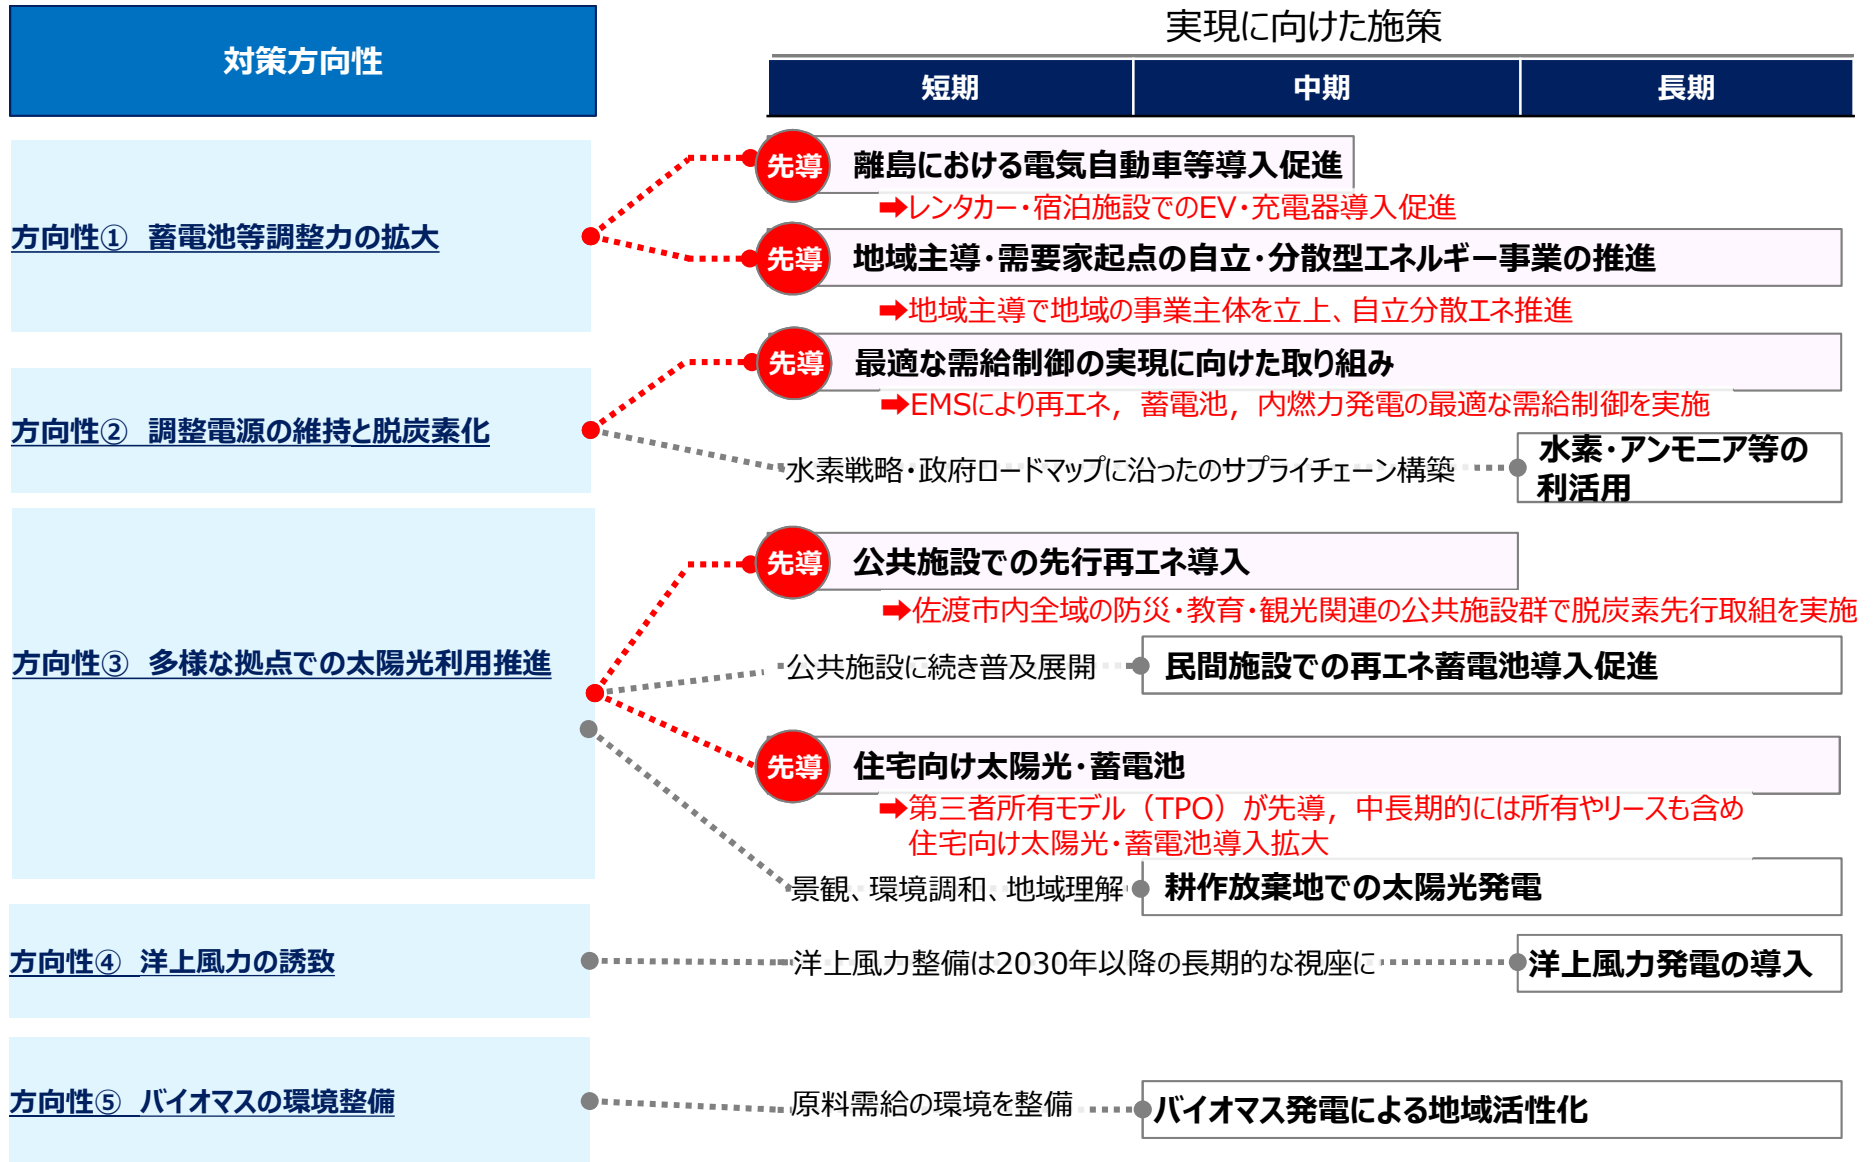 対策方向性
実現に向けた施策
短期
中期
長期
方向性① 蓄電池等調整力の拡大
先導
離島における電気自動車等導入促進
➡レンタカー・宿泊施設でのEV・充電器導入促進
先導
地域主導・需要家起点の自立・分散型エネルギー事業の推進
➡地域主導で地域の事業主体を立上、自立分散エネ推進
方向性② 調整電源の維持と脱炭素化
先導
最適な需給制御の実現に向けた取り組み
➡EMSにより再エネ，蓄電池，内燃力発電の最適な需給制御を実施
水素戦略・政府ロードマップに沿ったのサプライチェーン構築
水素・アンモニア等の
利活用
方向性③ 多様な拠点での太陽光利用推進
先導
公共施設での先行再エネ導入
➡佐渡市内全域の防災・教育・観光関連の公共施設群で脱炭素先行取組を実施
公共施設に続き普及展開
民間施設での再エネ蓄電池導入促進
先導
住宅向け太陽光・蓄電池
➡第三者所有モデル（TPO）が先導，中長期的には所有やリースも含め
住宅向け太陽光・蓄電池導入拡大
景観、環境調和、地域理解
耕作放棄地での太陽光発電
方向性④ 洋上風力の誘致
洋上風力整備は2030年以降の長期的な視座に
洋上風力発電の導入
方向性⑤ バイオマスの環境整備
原料需給の環境を整備
バイオマス発電による地域活性化